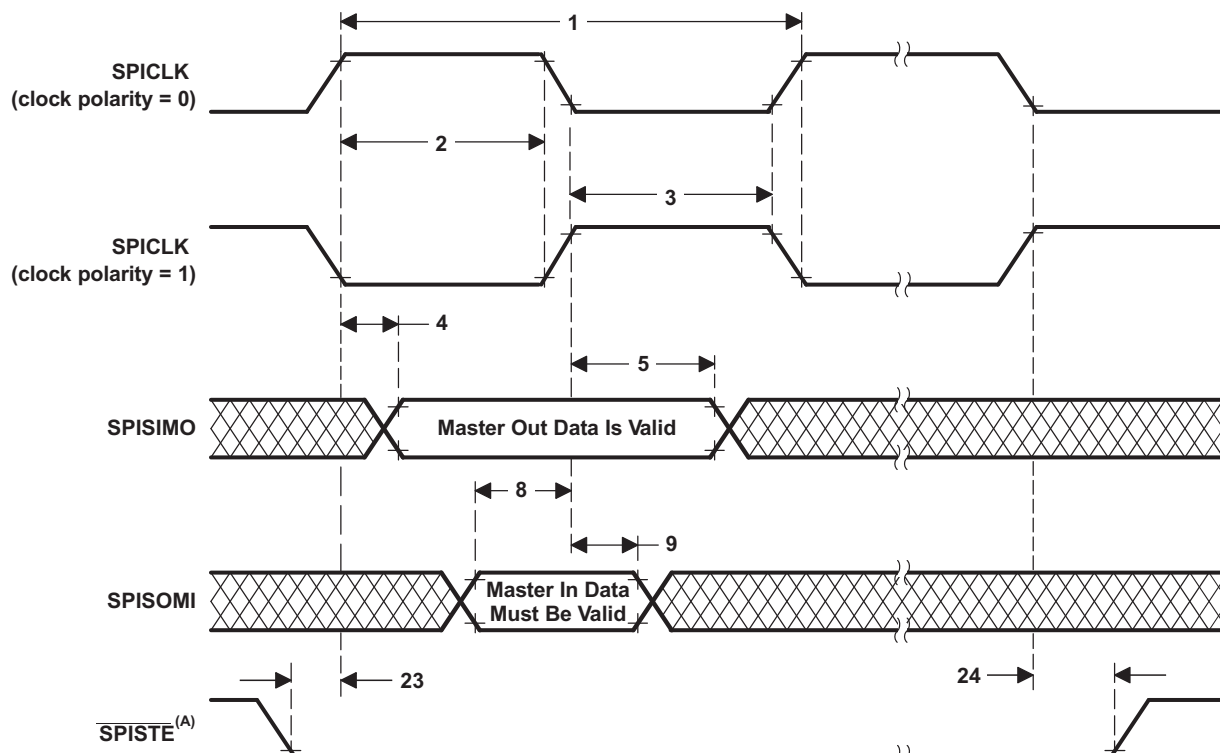 1
SPICLK
(clock polarity = 0)
2
3
SPICLK
(clock polarity = 1)
4
5
SPISIMO
Master Out Data Is Valid
8
9
SPISOMI
Master In Data
Must Be Valid
23
24
SPISTE(A)